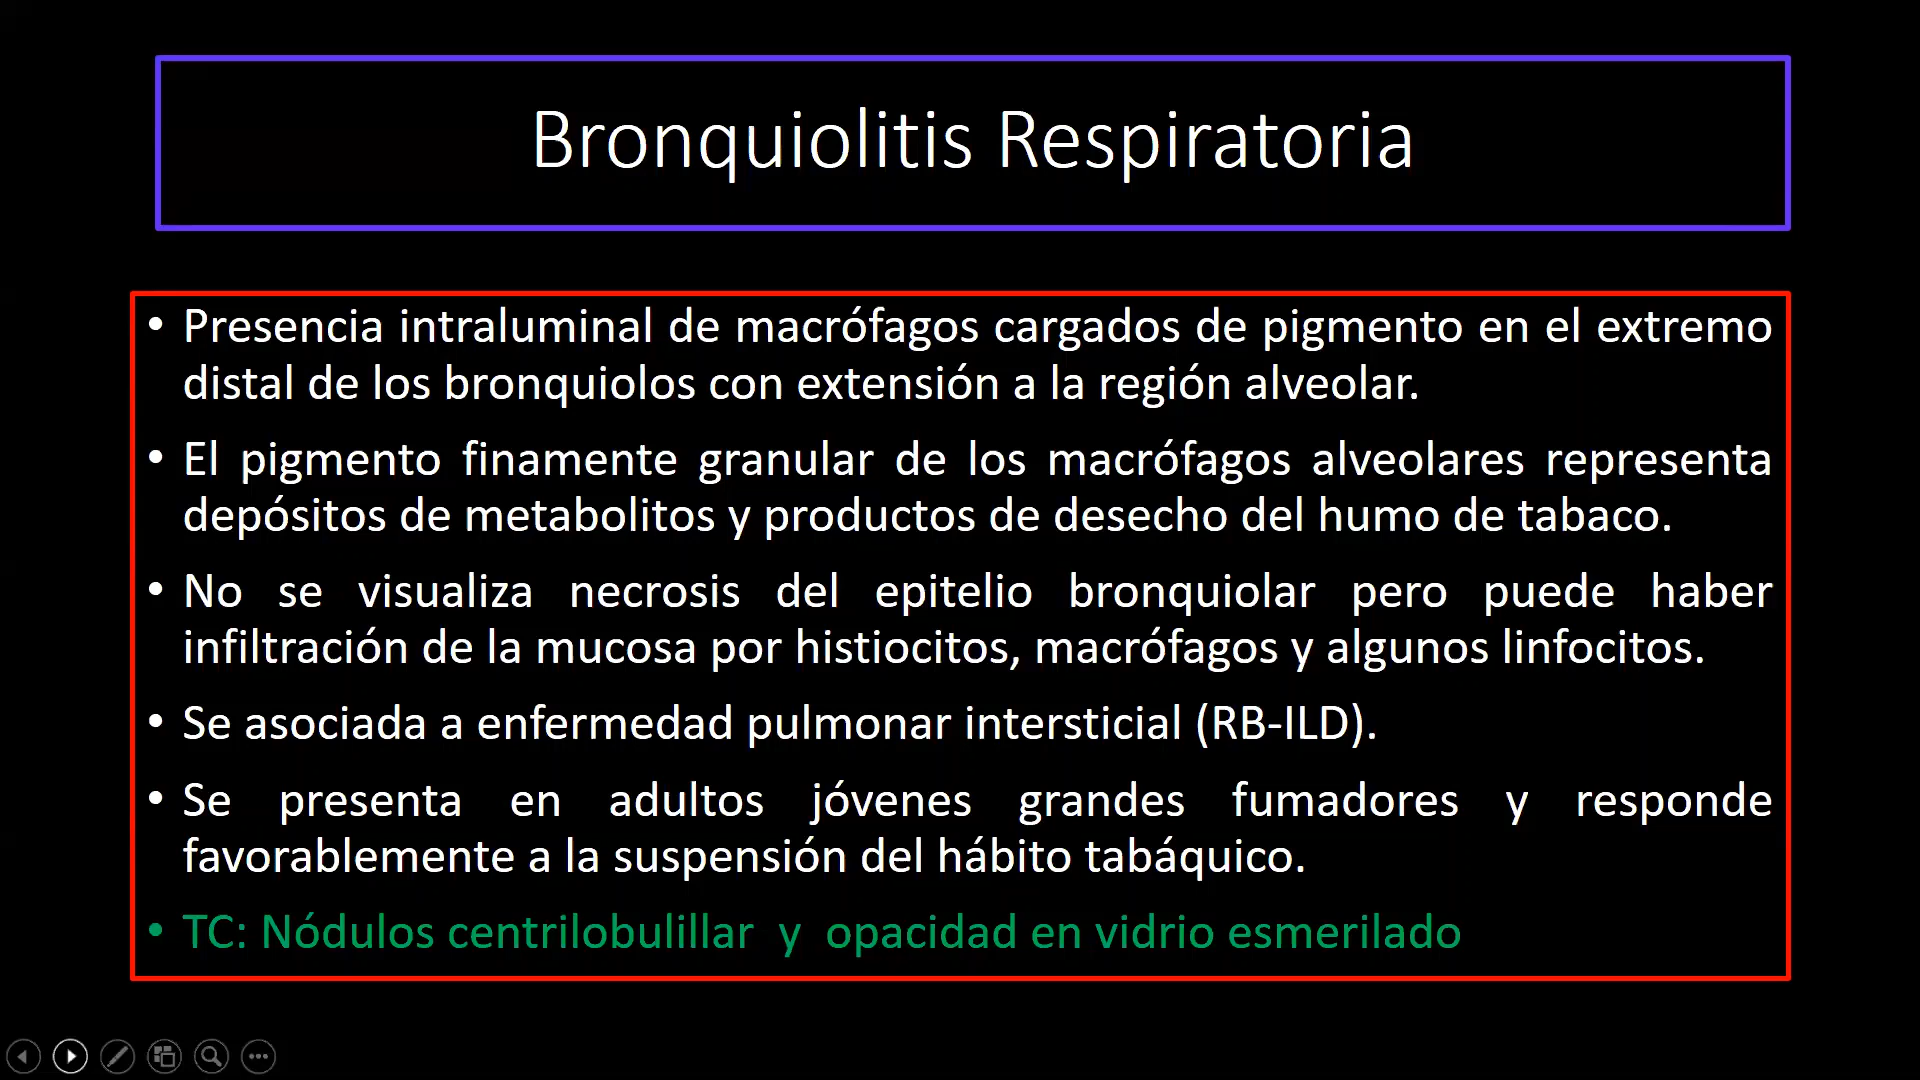 Bronquiolitis Respiratoria
• Presencia intraluminal de macrófagos cargados de pigmento en el extremo
distal de los bronquiolos con extensión a la región alveolar.
• El pigmento finamente granular de los macrófagos alveolares representa
depósitos de metabolitos y productos de desecho del humo de tabaco.
• No se visualiza necrosis del epitelio bronquiolar pero puede haber
infiltración de la mucosa por histiocitos, macrófagos y algunos linfocitos.
• Se asociada a enfermedad pulmonar intersticial (RB-ILD).
• Se presenta en adultos jóvenes grandes fumadores y responde
favorablemente a la suspensión del hábito tabáquico.
• TC: Nódulos centrilobulillar y opacidad en vidrio esmerilado